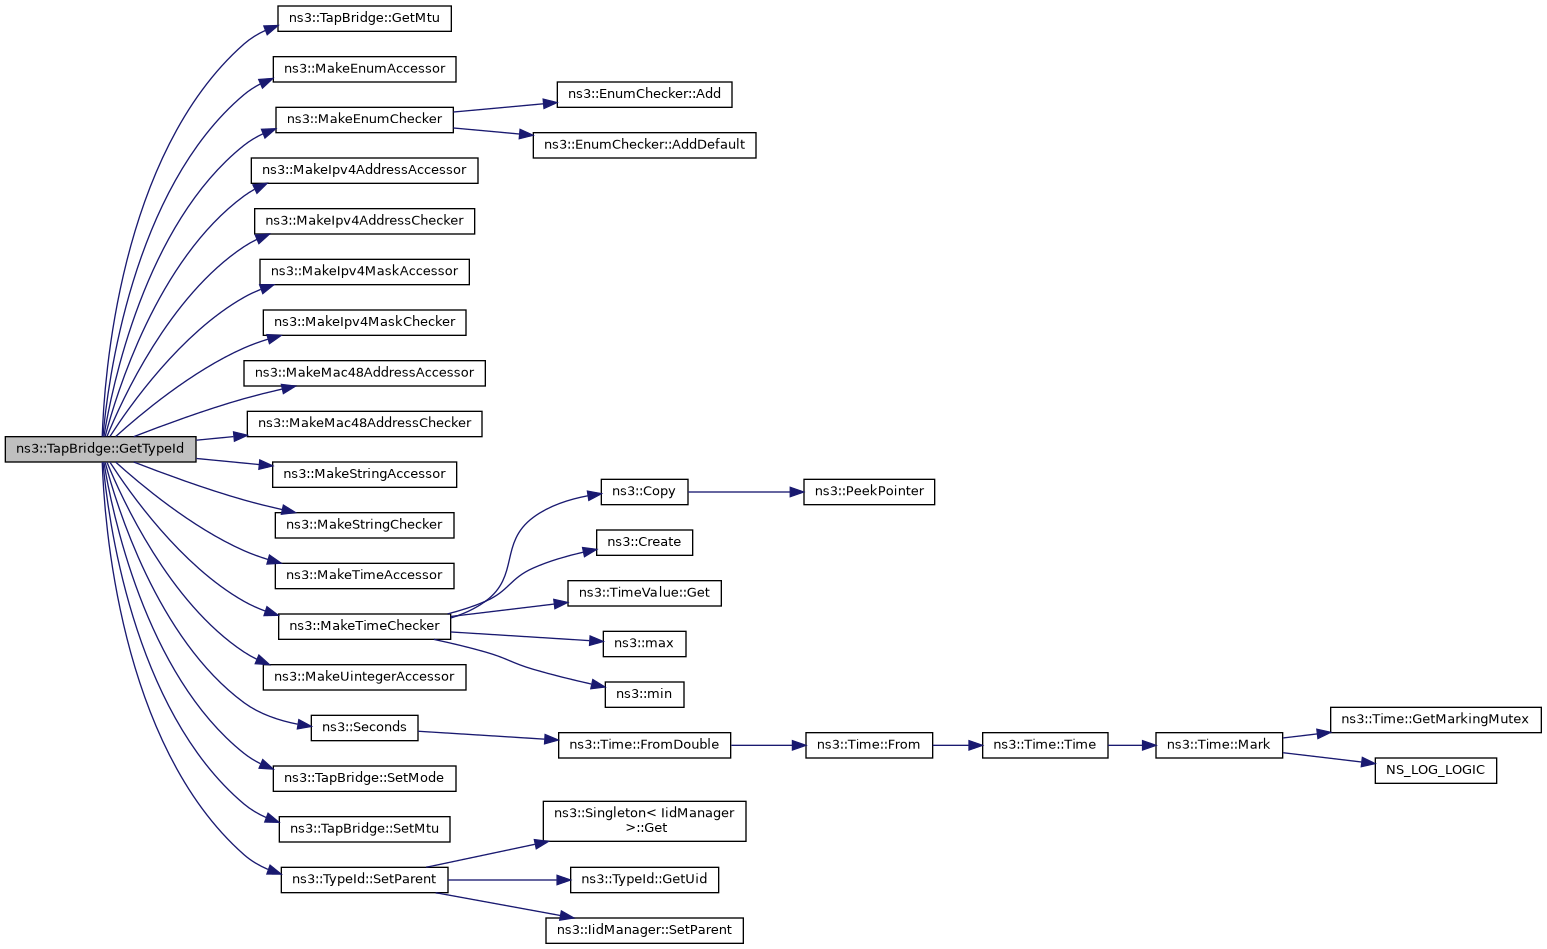 ns3::TapBridge::GetTypeId
ns3::TapBridge::GetMtu
ns3::MakeEnumAccessor
ns3::MakeEnumChecker
ns3::EnumChecker::Add
ns3::EnumChecker::AddDefault
ns3::MakeIpv4AddressAccessor
ns3::MakeIpv4AddressChecker
ns3::MakeIpv4MaskAccessor
ns3::MakeIpv4MaskChecker
ns3::MakeMac48AddressAccessor
ns3::MakeMac48AddressChecker
ns3::MakeStringAccessor
ns3::MakeStringChecker
ns3::MakeTimeAccessor
ns3::MakeTimeChecker
ns3::Copy
ns3::PeekPointer
ns3::Create
ns3::TimeValue::Get
ns3::max
ns3::min
ns3::MakeUintegerAccessor
ns3::Seconds
ns3::Time::FromDouble
ns3::Time::From
ns3::Time::Time
ns3::Time::Mark
ns3::Time::GetMarkingMutex
NS_LOG_LOGIC
ns3::TapBridge::SetMode
ns3::TapBridge::SetMtu
ns3::TypeId::SetParent
ns3::Singleton< IidManager
>::Get
ns3::TypeId::GetUid
ns3::IidManager::SetParent